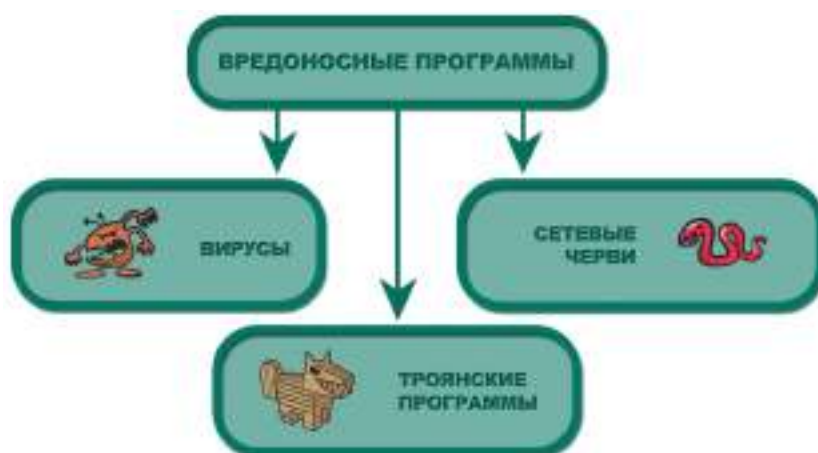 ВРЕДОНОСНЫЕ ПРОГРАММЫ
ВИРУСЫ
СЕТЕВЫЕ
ЧЕРВИ
ТРОЯНСКИЕ
ПРОГРАММЫ